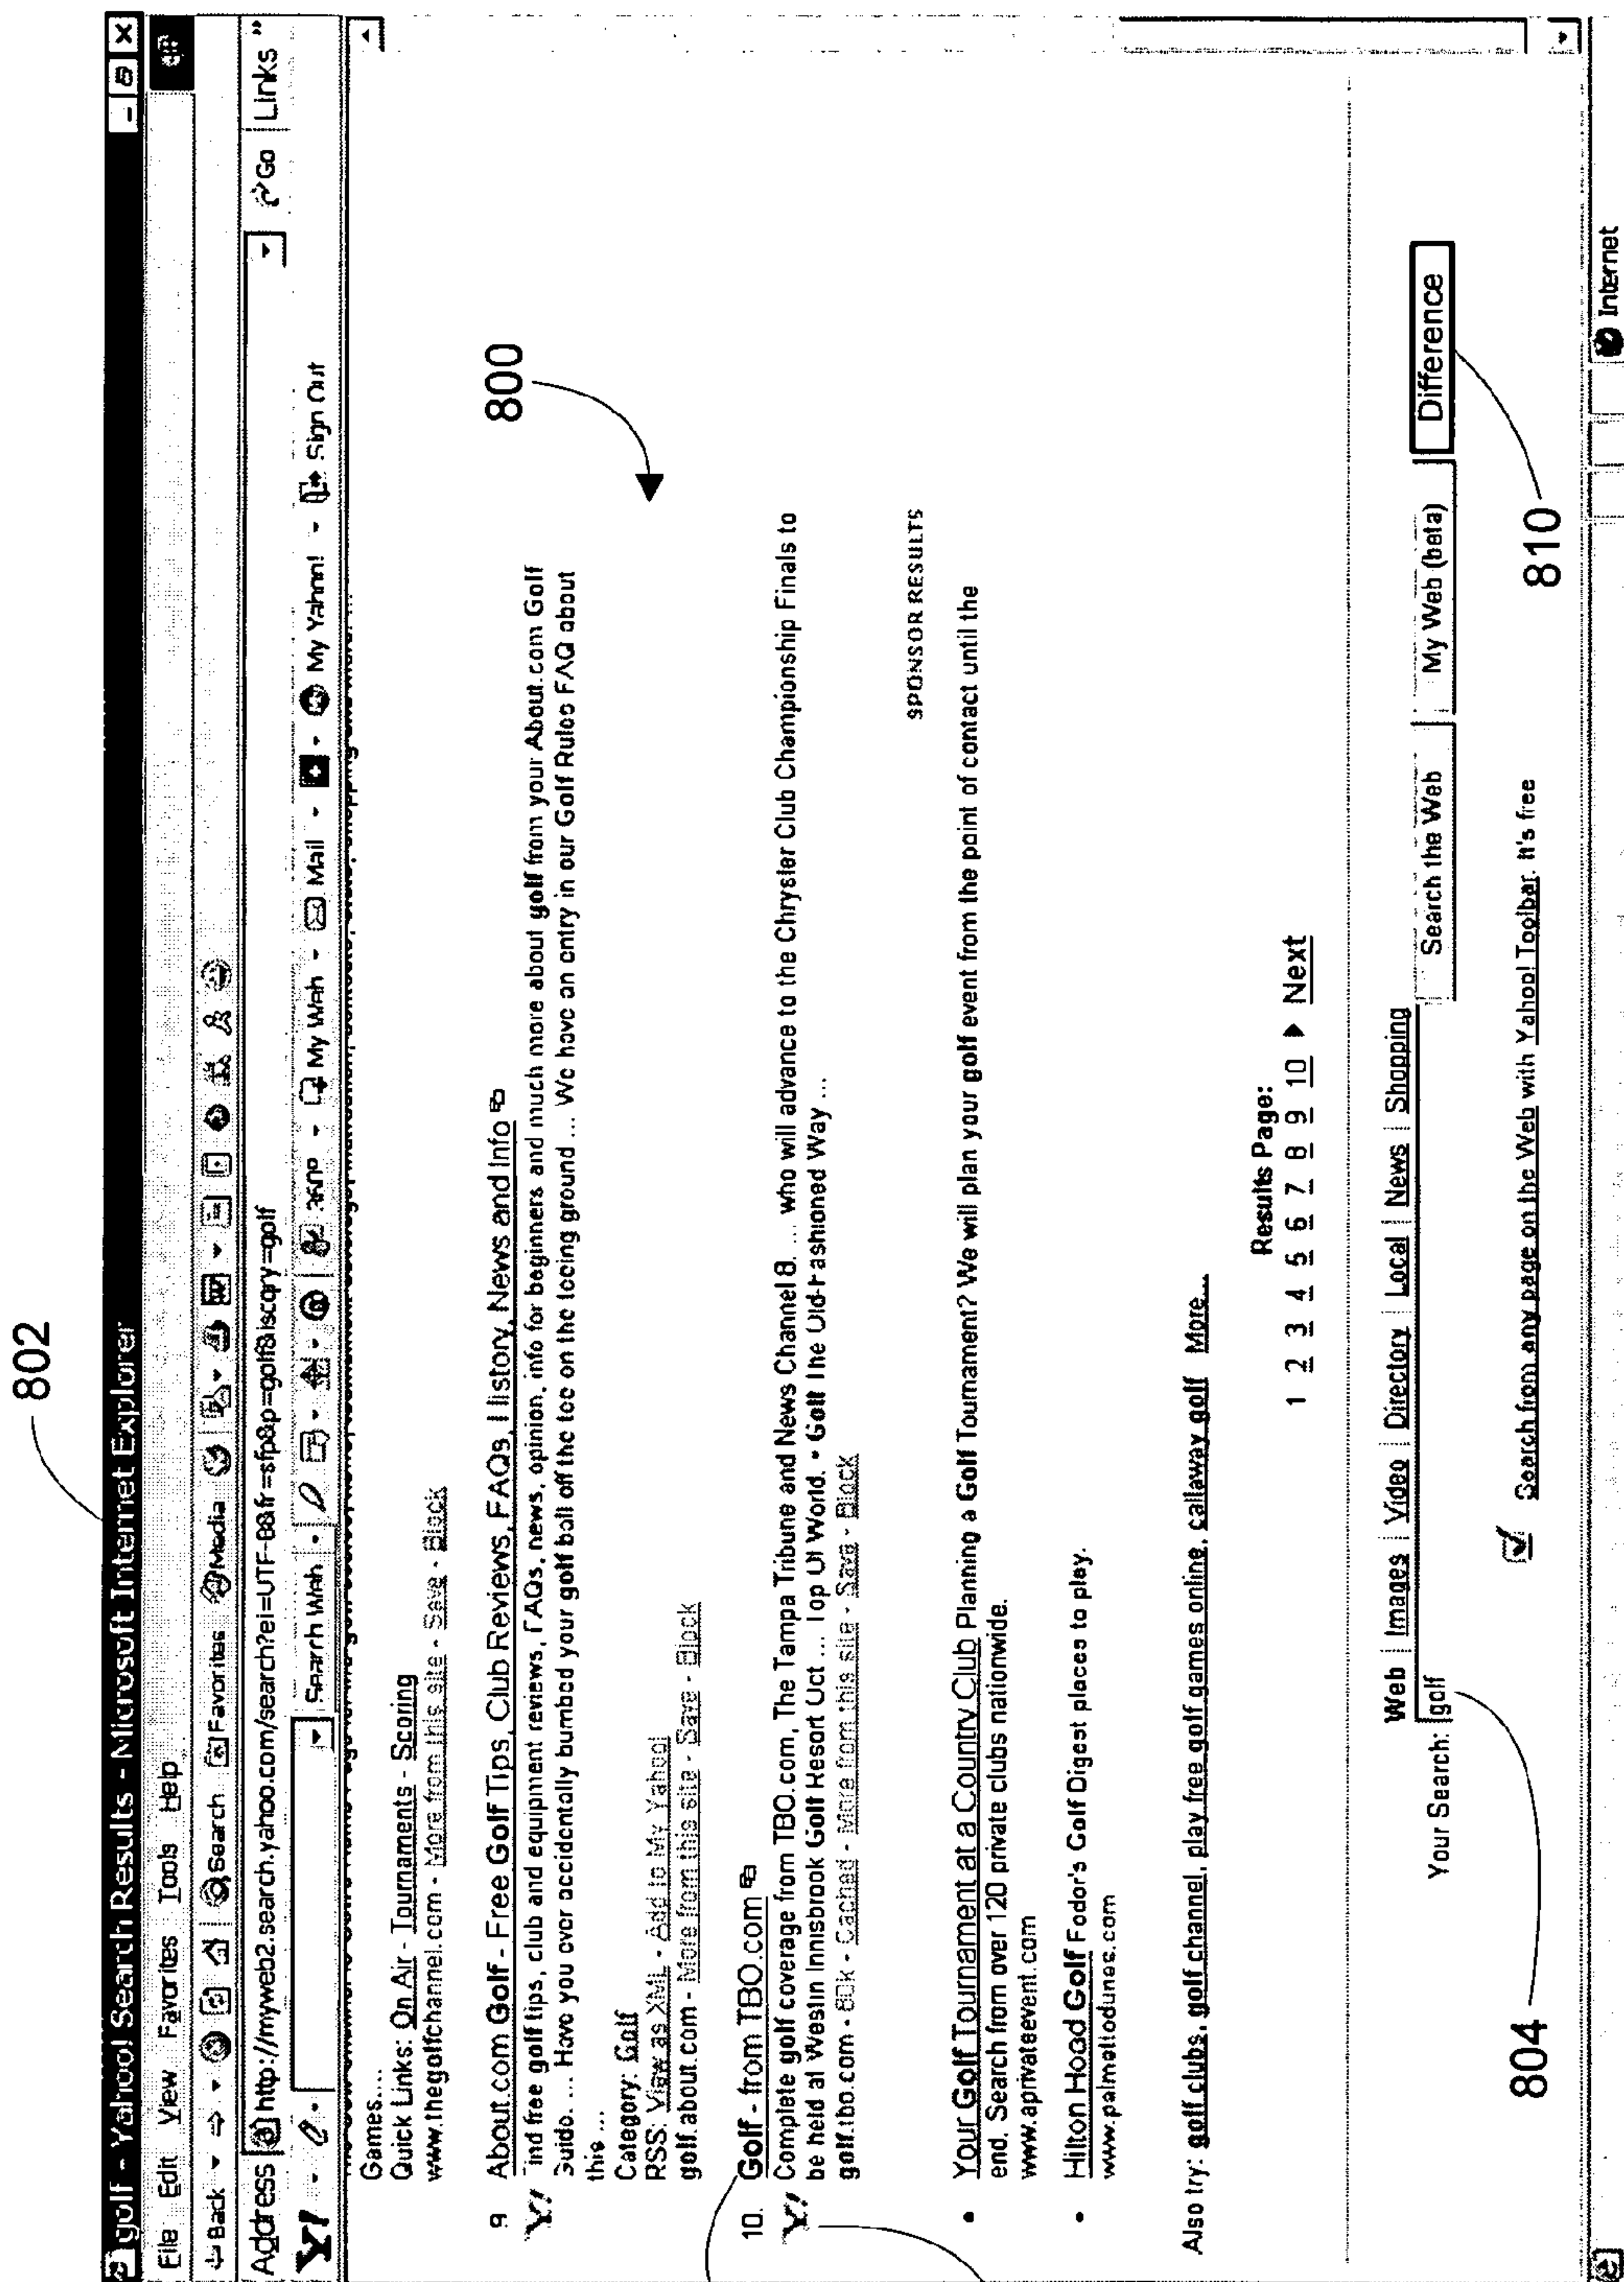 802
golf - Yahoo! Search Results - Microsoft Internet Explorer
File Edit View Favorites Tools Help
Back Search Favorites Media
Address http://myweb2.search.yahoo.com/search?ei=UTF-8&fr=sfp&p=golf&iscqry=golf Go Links »
Y! Search Web 360° My Web Mail My Yahoo! Sign Out
Games....
Quick Links: On Air - Tournaments - Scoring
www.thegolfchannel.com - More from this site - Save - Block
800
9. About.com Golf - Free Golf Tips, Club Reviews, FAQs, History, News and Info
Y! Find free golf tips, club and equipment reviews, FAQs, news, opinion, info for beginners and much more about golf from your About.com Golf
Guide. ... Have you ever accidentally bumped your golf ball off the tee on the teeing ground ... We have an entry in our Golf Rules FAQ about
this ...
Category: Golf
RSS: View as XML - Add to My Yahoo!
golf.about.com - More from this site - Save - Block
10. Golf - from TBO.com
Y! Complete golf coverage from TBO.com, The Tampa Tribune and News Channel 8. ... who will advance to the Chrysler Club Championship Finals to
be held at Westin Innisbrook Golf Resort Oct ... Top Of World. • Golf The Old-Fashioned Way ...
golf.tbo.com - 80k - Cached - More from this site - Save - Block
SPONSOR RESULTS
• Your Golf Tournament at a Country Club Planning a Golf Tournament? We will plan your golf event from the point of contact until the
end. Search from over 120 private clubs nationwide.
www.aprivateevent.com
• Hilton Head Golf Fodor's Golf Digest places to play.
www.palmettodunes.com
Also try: golf clubs, golf channel, play free golf games online, callaway golf More...
Results Page:
1 2 3 4 5 6 7 8 9 10 ▶ Next
Web | Images | Video | Directory | Local | News | Shopping
Your Search: golf Search the Web My Web (beta) Difference
Search from any page on the Web with Yahoo! Toolbar. It's free
804
810
Internet